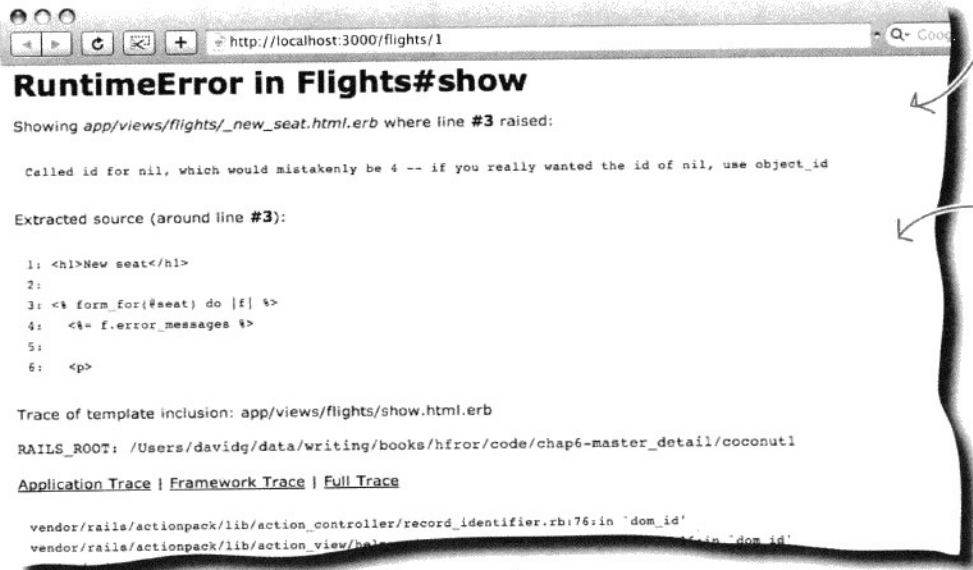 http://localhost:3000/flights/1
Goo
RuntimeError in Flights#show
Showing app/views/flights/_new_seat.html.erb where line #3 raised:
Called id for nil, which would mistakenly be 4 -- if you really wanted the id of nil, use object_id
Extracted source (around line #3):
1: <h1>New seat</h1>
2:
3: <% form_for(@seat) do |f| %>
4: <%= f.error_messages %>
5:
6: <p>
Trace of template inclusion: app/views/flights/show.html.erb
RAILS_ROOT: /Users/davidg/data/writing/books/hfror/code/chap6-master_detail/coconut1
Application Trace | Framework Trace | Full Trace
vendor/rails/actionpack/lib/action_controller/record_identifier.rb:76:in `dom_id'
vendor/rails/actionpack/lib/action_view/hel in `dom_id'